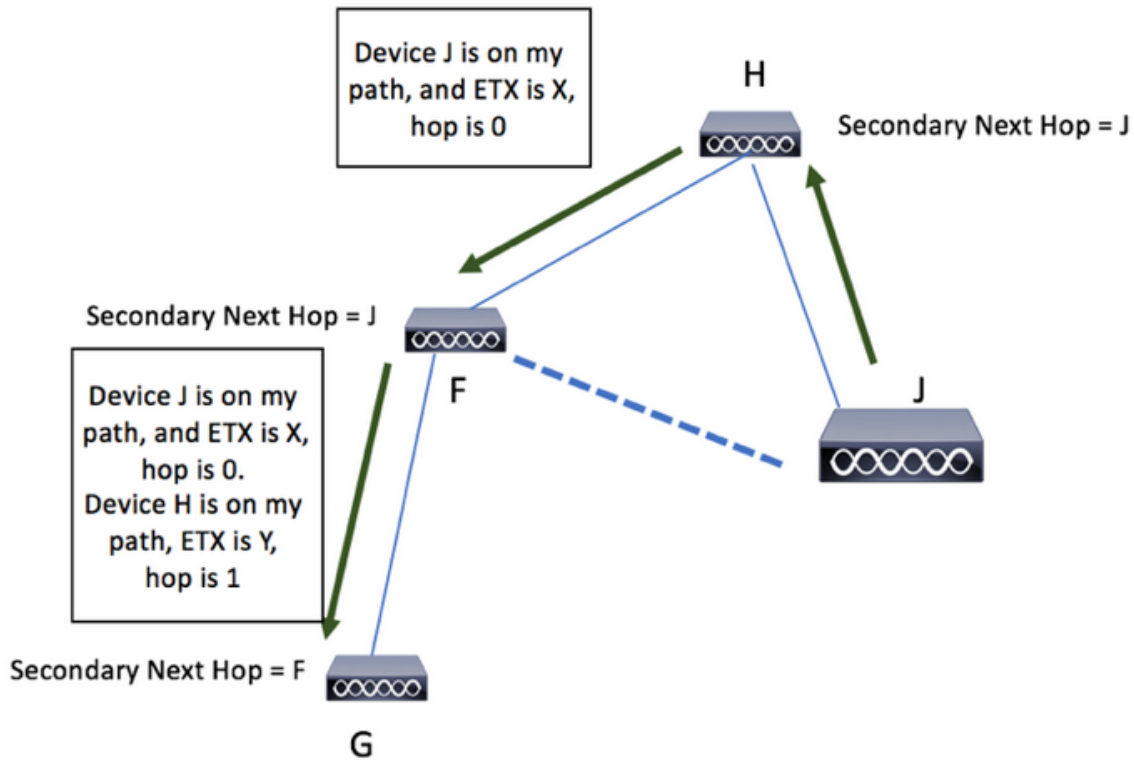 Device J is on my
path, and ETX is X,
hop is 0
H
Secondary Next Hop = J
Secondary Next Hop = J
F
J
Device J is on my
path, and ETX is X,
hop is 0.
Device H is on my
path, ETX is Y,
hop is 1
Secondary Next Hop = F
G